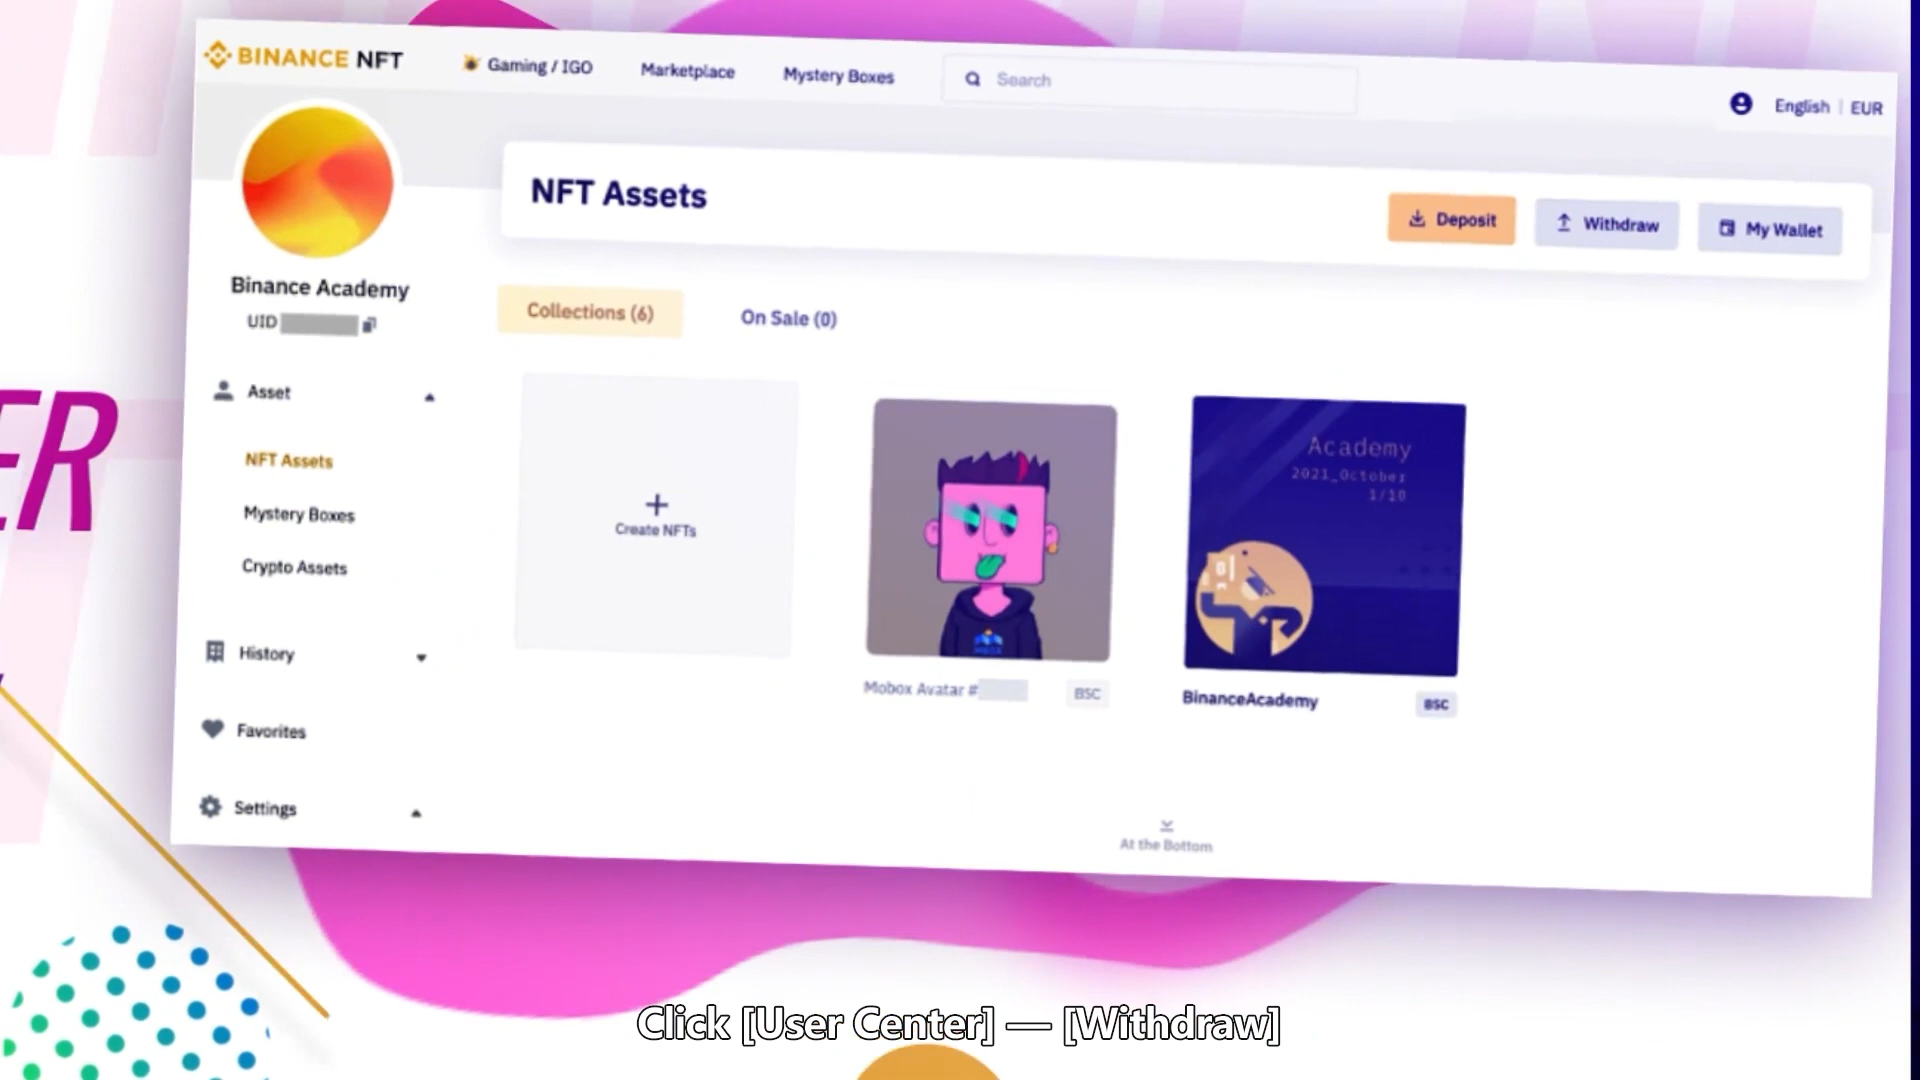 BINANCE NFT
Gaming / IGO
Marketplace
Mystery Boxes
Search
English | EUR
NFT Assets
Deposit
Withdraw
My Wallet
Binance Academy
UID
Collections (6)
On Sale (0)
Asset
NFT Assets
Mystery Boxes
Crypto Assets
History
Favorites
Settings
Create NFTs
Academy
2021_October
1/10
Mobox Avatar #
BSC
BinanceAcademy
BSC
At the Bottom
ER
Click [User Center] — [Withdraw]